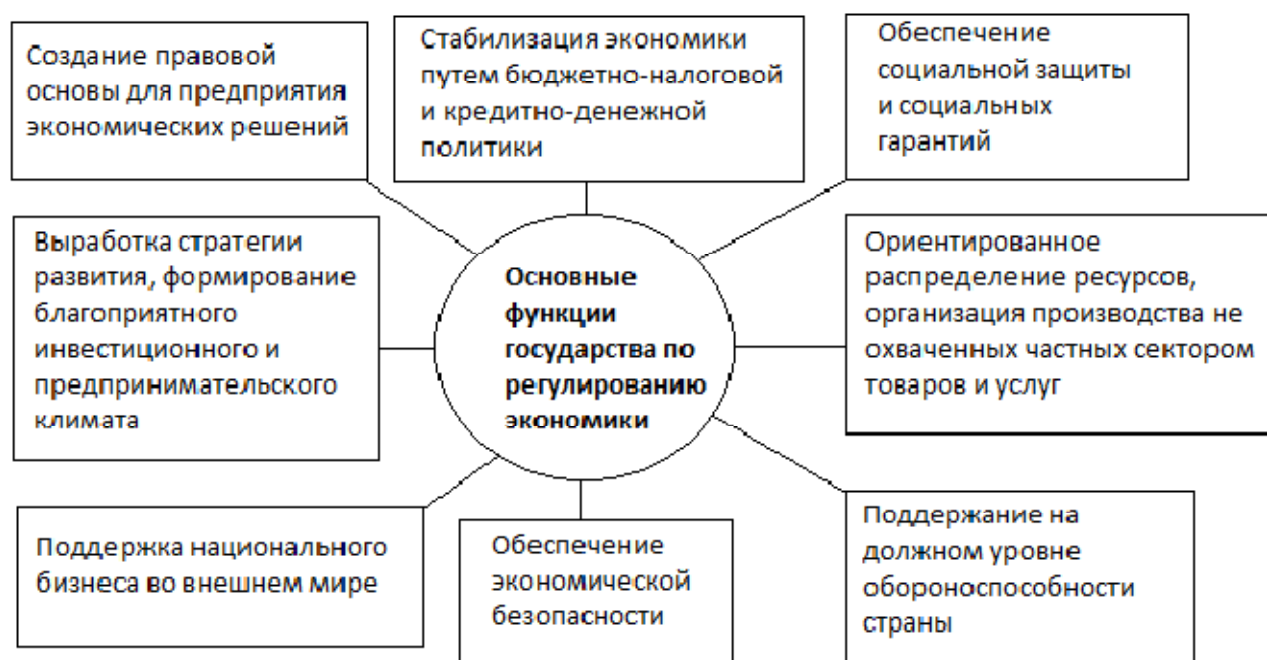 Создание правовой
основы для предприятия
экономических решений
Стабилизация экономики
путем бюджетно-налоговой
и кредитно-денежной
политики
Обеспечение
социальной защиты
и социальных
гарантий
Выработка стратегии
развития, формирование
благоприятного
инвестиционного и
предпринимательского
климата
Основные
функции
государства по
регулированию
экономики
Ориентированное
распределение ресурсов,
организация производства не
охваченных частных сектором
товаров и услуг
Поддержка национального
бизнеса во внешнем мире
Обеспечение
экономической
безопасности
Поддержание на
должном уровне
обороноспособности
страны